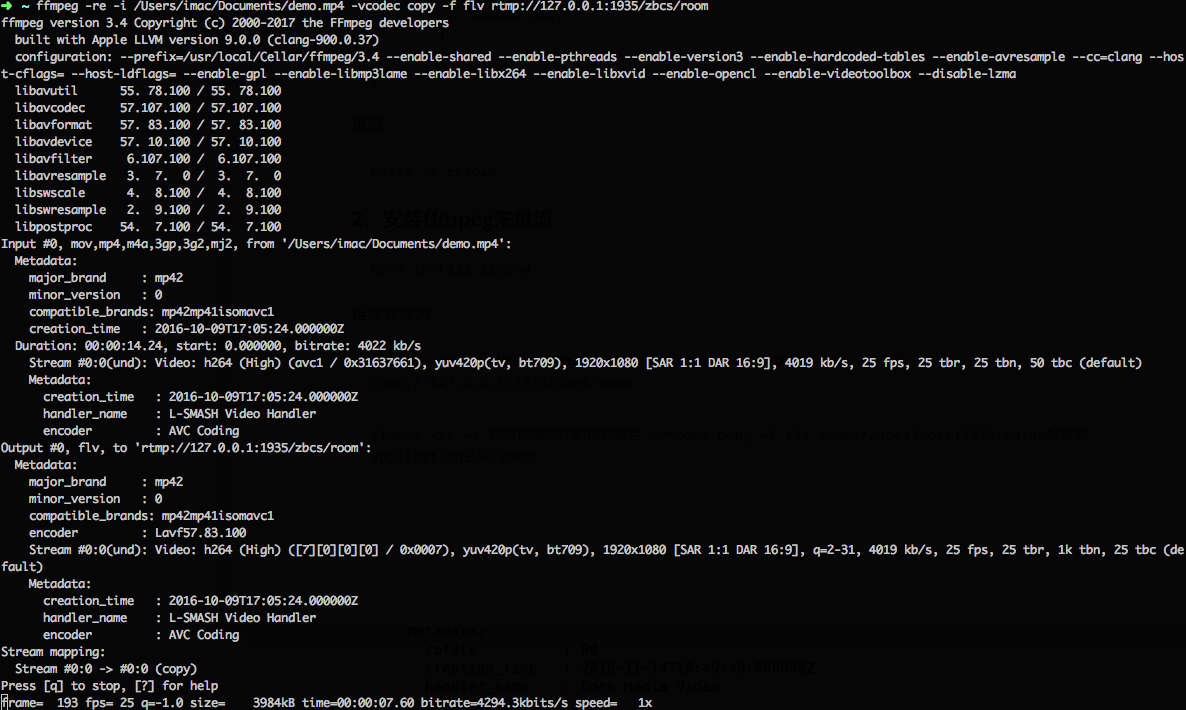 ➜ ~ ffmpeg -re -i /Users/imac/Documents/demo.mp4 -vcodec copy -f flv rtmp://127.0.0.1:1935/zbcs/room
ffmpeg version 3.4 Copyright (c) 2000-2017 the FFmpeg developers
built with Apple LLVM version 9.0.0 (clang-900.0.37)
configuration: --prefix=/usr/local/Cellar/ffmpeg/3.4 --enable-shared --enable-pthreads --enable-version3 --enable-hardcoded-tables --enable-avresample --cc=clang --hos
t-cflags= --host-ldflags= --enable-gpl --enable-libmp3lame --enable-libx264 --enable-libxvid --enable-opencl --enable-videotoolbox --disable-lzma
libavutil 55. 78.100 / 55. 78.100
libavcodec 57.107.100 / 57.107.100
libavformat 57. 83.100 / 57. 83.100
libavdevice 57. 10.100 / 57. 10.100
libavfilter 6.107.100 / 6.107.100
libavresample 3. 7. 0 / 3. 7. 0
libswscale 4. 8.100 / 4. 8.100
libswresample 2. 9.100 / 2. 9.100
2、安装ffmpeg来推流
libpostproc 54. 7.100 / 54. 7.100
Input #0, mov,mp4,m4a,3gp,3g2,mj2, from '/Users/imac/Documents/demo.mp4':
Metadata:
major_brand : mp42
minor_version : 0
compatible_brands: mp42mp41isomavc1
creation_time : 2016-10-09T17:05:24.000000Z
Duration: 00:00:14.24, start: 0.000000, bitrate: 4022 kb/s
Stream #0:0(und): Video: h264 (High) (avc1 / 0x31637661), yuv420p(tv, bt709), 1920x1080 [SAR 1:1 DAR 16:9], 4019 kb/s, 25 fps, 25 tbr, 25 tbn, 50 tbc (default)
Metadata:
creation_time : 2016-10-09T17:05:24.000000Z
handler_name : L-SMASH Video Handler
encoder : AVC Coding
Output #0, flv, to 'rtmp://127.0.0.1:1935/zbcs/room':
Metadata:
major_brand : mp42
minor_version : 0
compatible_brands: mp42mp41isomavc1
encoder : Lavf57.83.100
Stream #0:0(und): Video: h264 (High) ([7][0][0][0] / 0x0007), yuv420p(tv, bt709), 1920x1080 [SAR 1:1 DAR 16:9], q=2-31, 4019 kb/s, 25 fps, 25 tbr, 1k tbn, 25 tbc (de
fault)
Metadata:
creation_time : 2016-10-09T17:05:24.000000Z
handler_name : L-SMASH Video Handler
encoder : AVC Coding
Stream mapping:
Stream #0:0 -> #0:0 (copy)
Press [q] to stop, [?] for help
frame= 193 fps= 25 q=-1.0 size= 3984kB time=00:00:07.60 bitrate=4294.3kbits/s speed= 1x